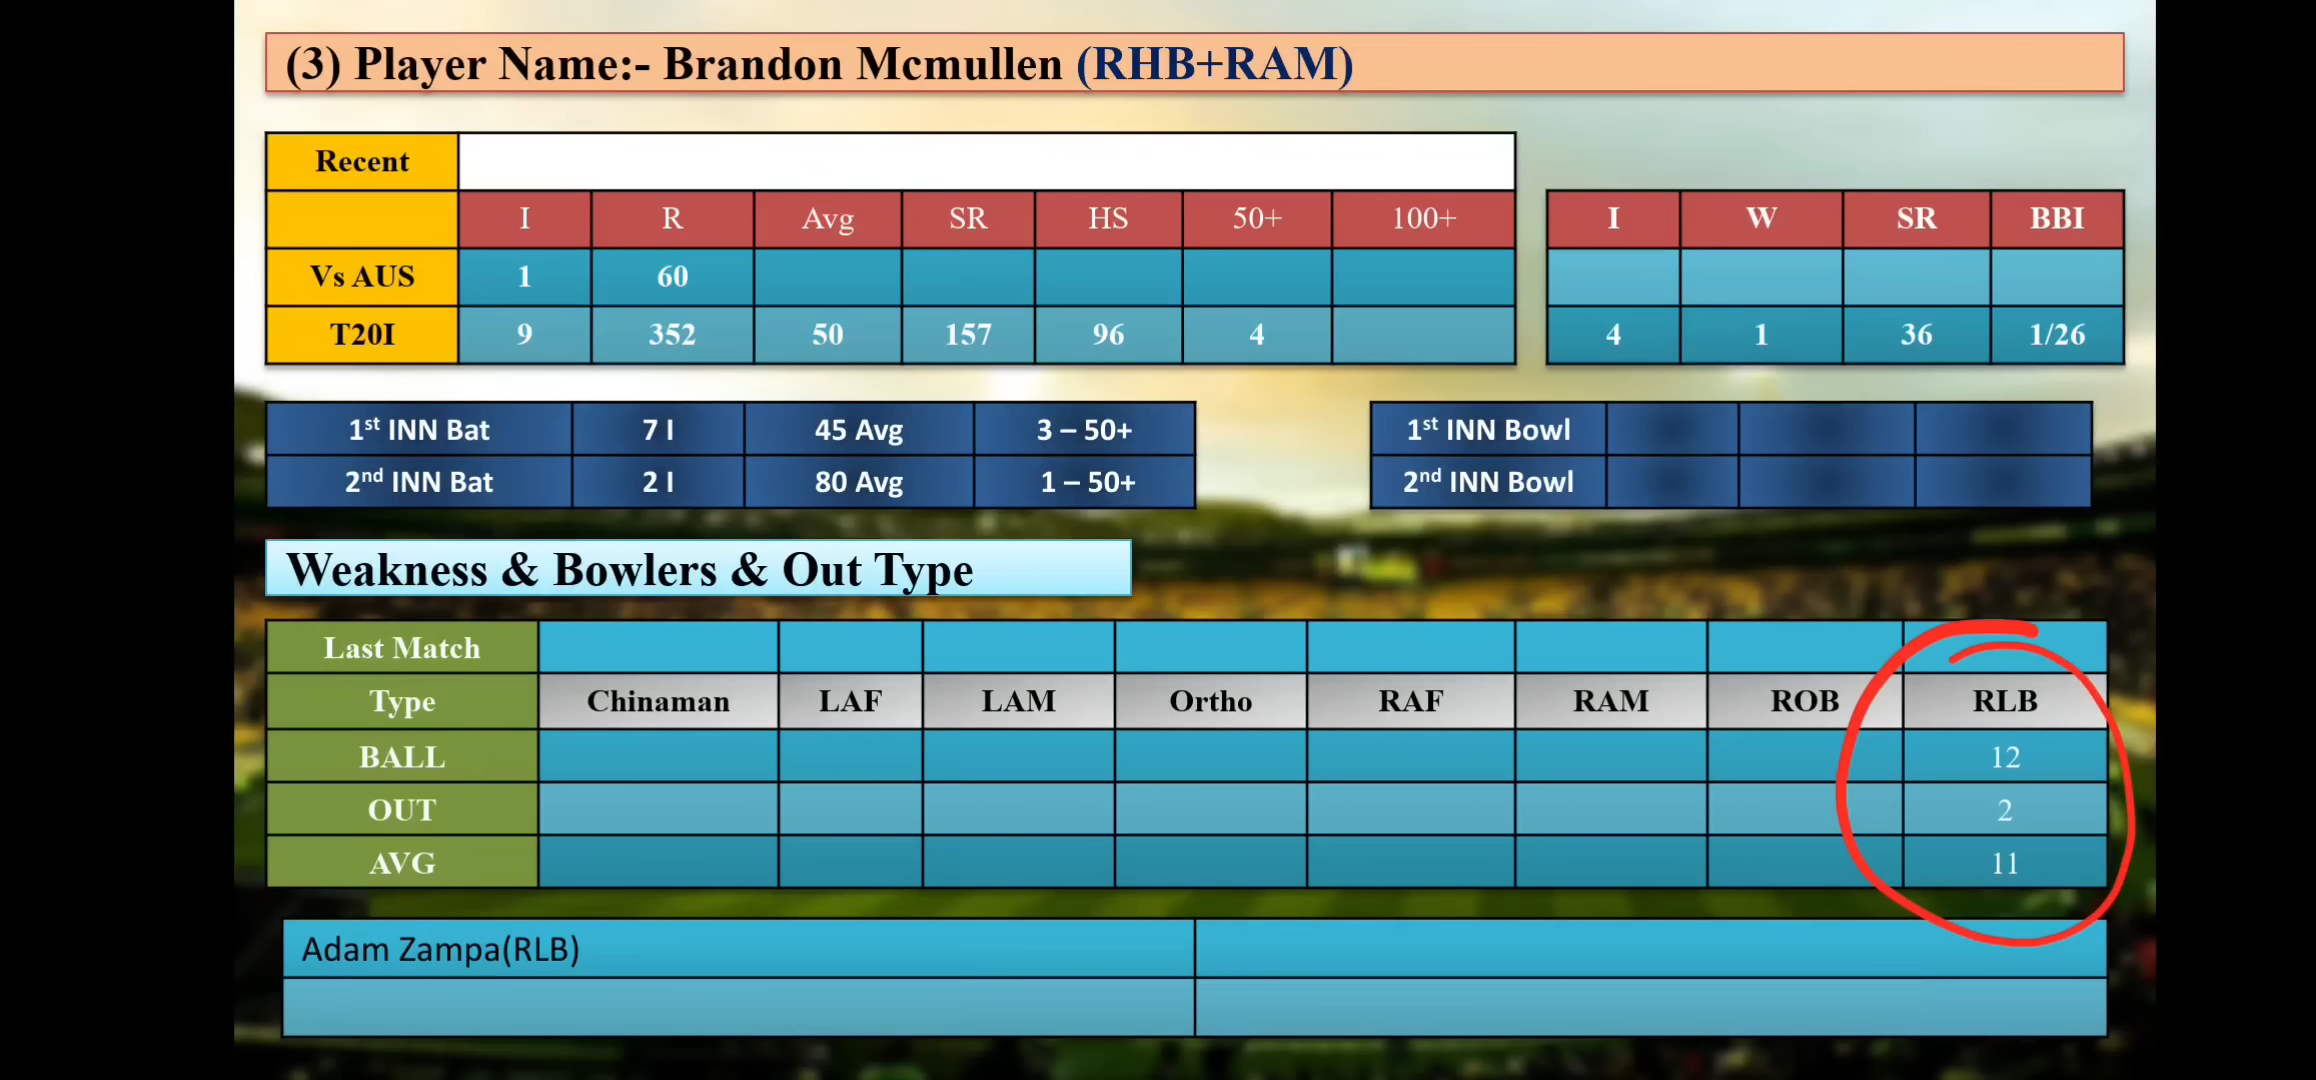 (3) Player Name:- Brandon Mcmullen (RHB+RAM)
Recent
I R Avg SR HS 50+ 100+
Vs AUS 1 60
T20I 9 352 50 157 96 4
I W SR BBI
4 1 36 1/26
1st INN Bat 7 I 45 Avg 3 – 50+
2nd INN Bat 2 I 80 Avg 1 – 50+
1st INN Bowl
2nd INN Bowl
Weakness & Bowlers & Out Type
Last Match
Type Chinaman LAF LAM Ortho RAF RAM ROB RLB
BALL 12
OUT 2
AVG 11
Adam Zampa(RLB)